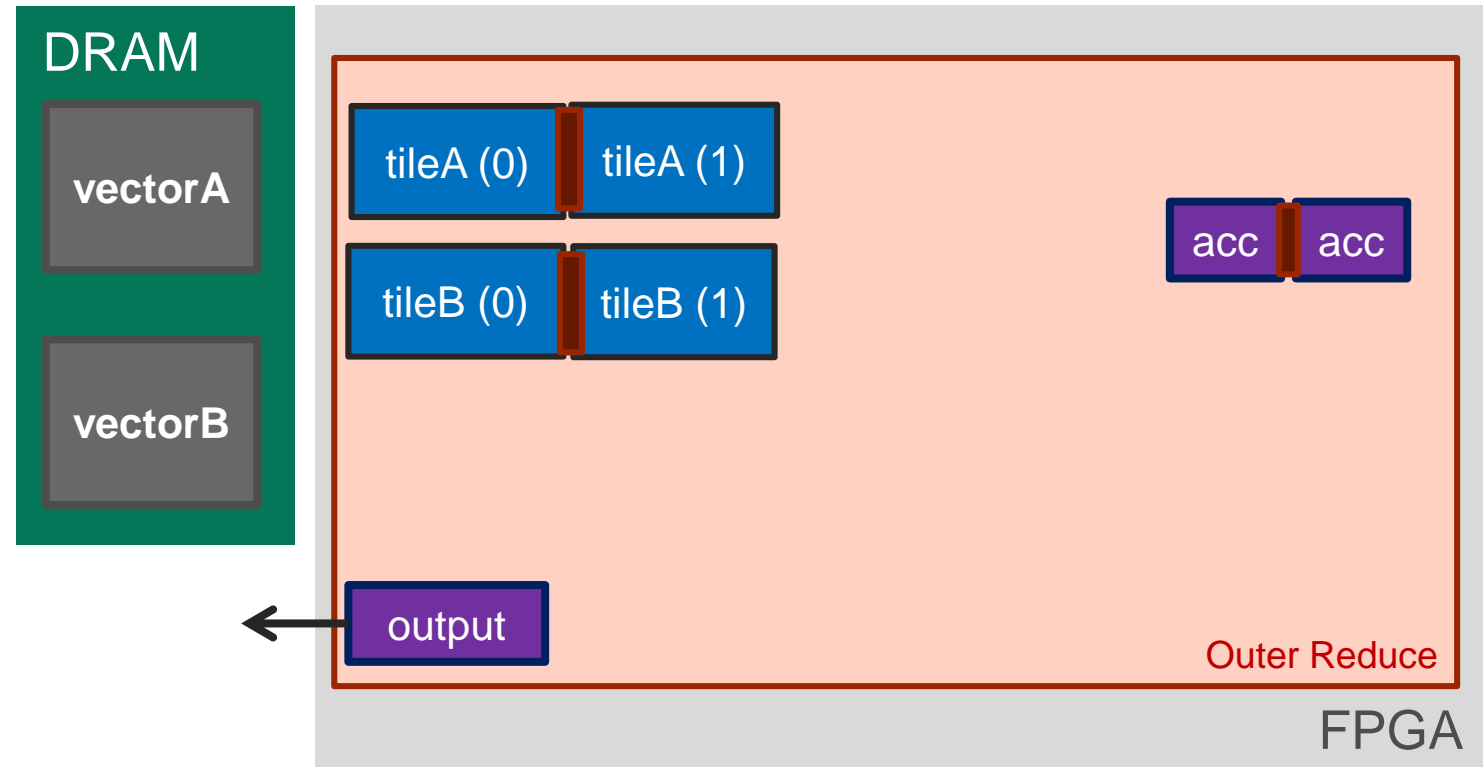 DRAM
vectorA
vectorB
tileA (0)
tileA (1)
tileB (0)
tileB (1)
acc
acc
output
Outer Reduce
FPGA